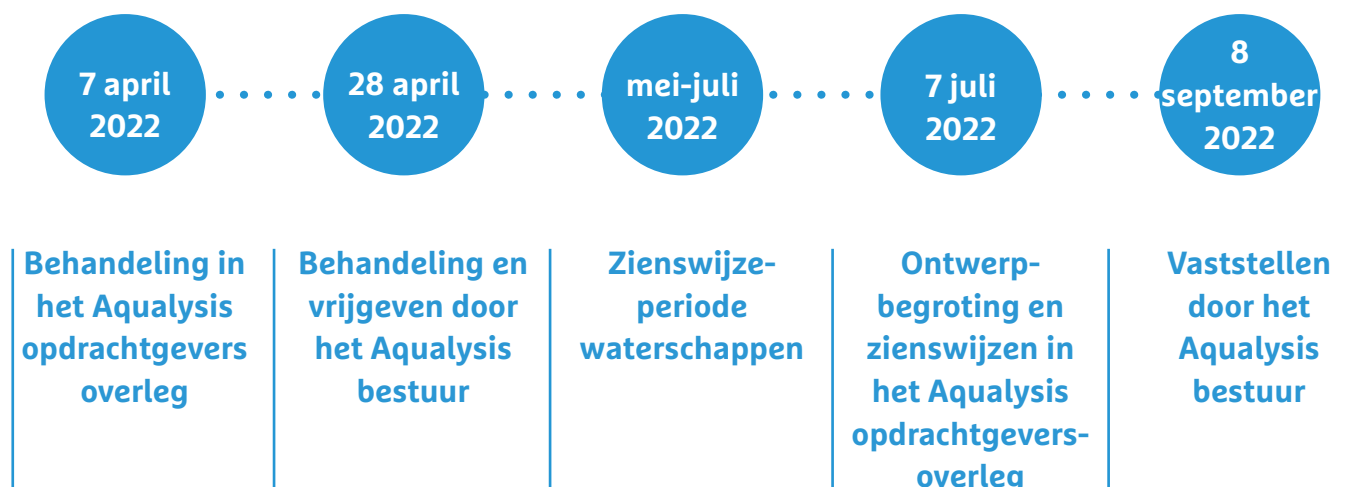 7 april
2022
28 april
2022
mei-juli
2022
7 juli
2022
8
september
2022
Behandeling in
het Aqualysis
opdrachtgevers
overleg
Behandeling en
vrijgeven door
het Aqualysis
bestuur
Zienswijze-
periode
waterschappen
Ontwerp-
begroting en
zienswijzen in
het Aqualysis
opdrachtgevers-
overleg
Vaststellen
door het
Aqualysis
bestuur